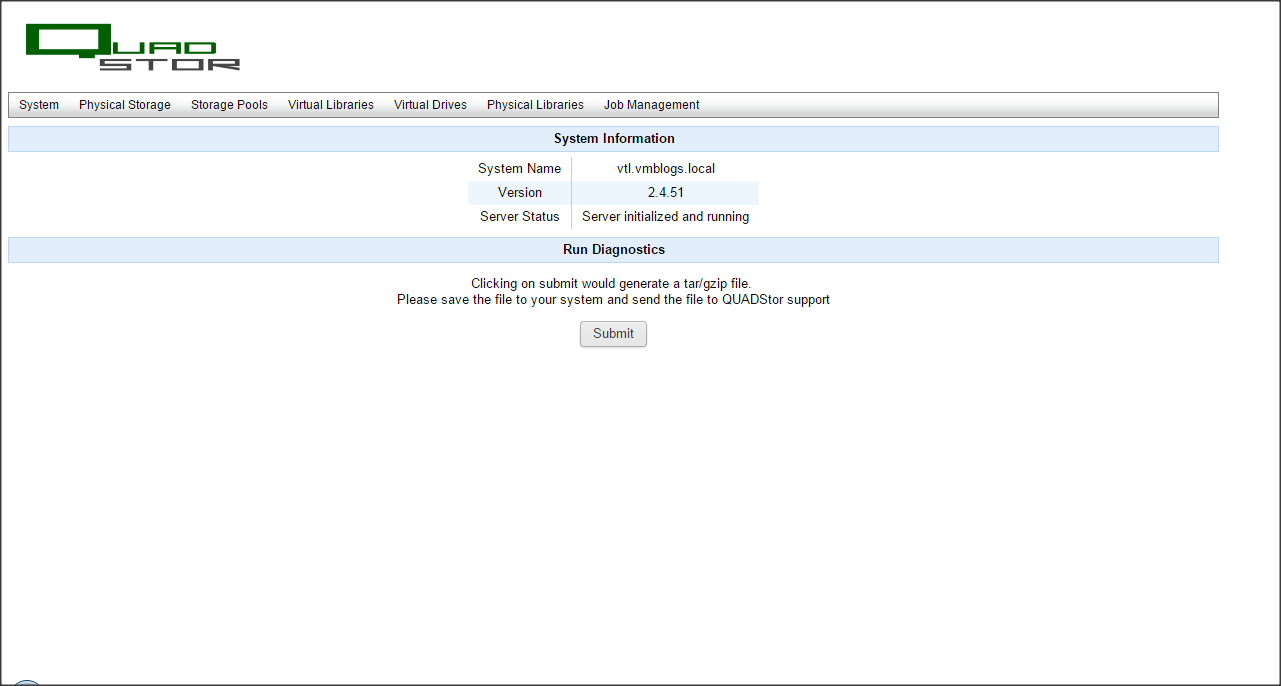 QUAD
STOR
System Physical Storage Storage Pools Virtual Libraries Virtual Drives Physical Libraries Job Management
System Information
System Name vtl.vmblogs.local
Version 2.4.51
Server Status Server initialized and running
Run Diagnostics
Clicking on submit would generate a tar/gzip file.
Please save the file to your system and send the file to QUADStor support
Submit